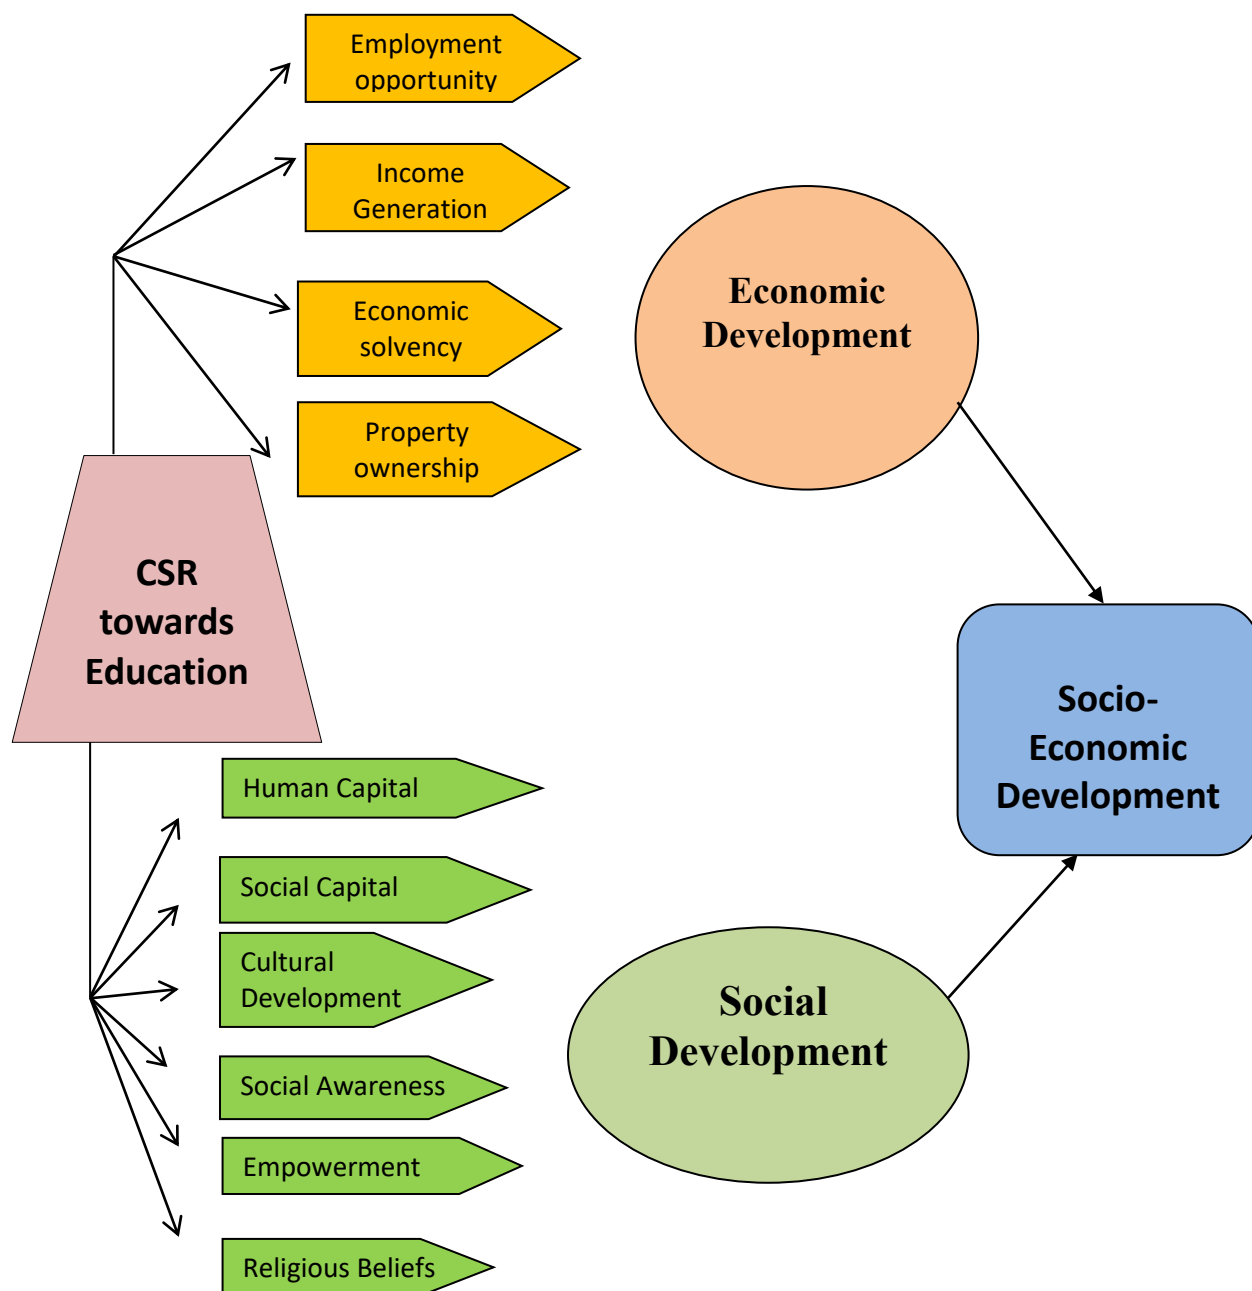 Employment
opportunity
Income
Generation
Economic
solvency
Property
ownership
Economic
Development
CSR
towards
Education
Socio-
Economic
Development
Human Capital
Social Capital
Cultural
Development
Social Awareness
Empowerment
Religious Beliefs
Social
Development